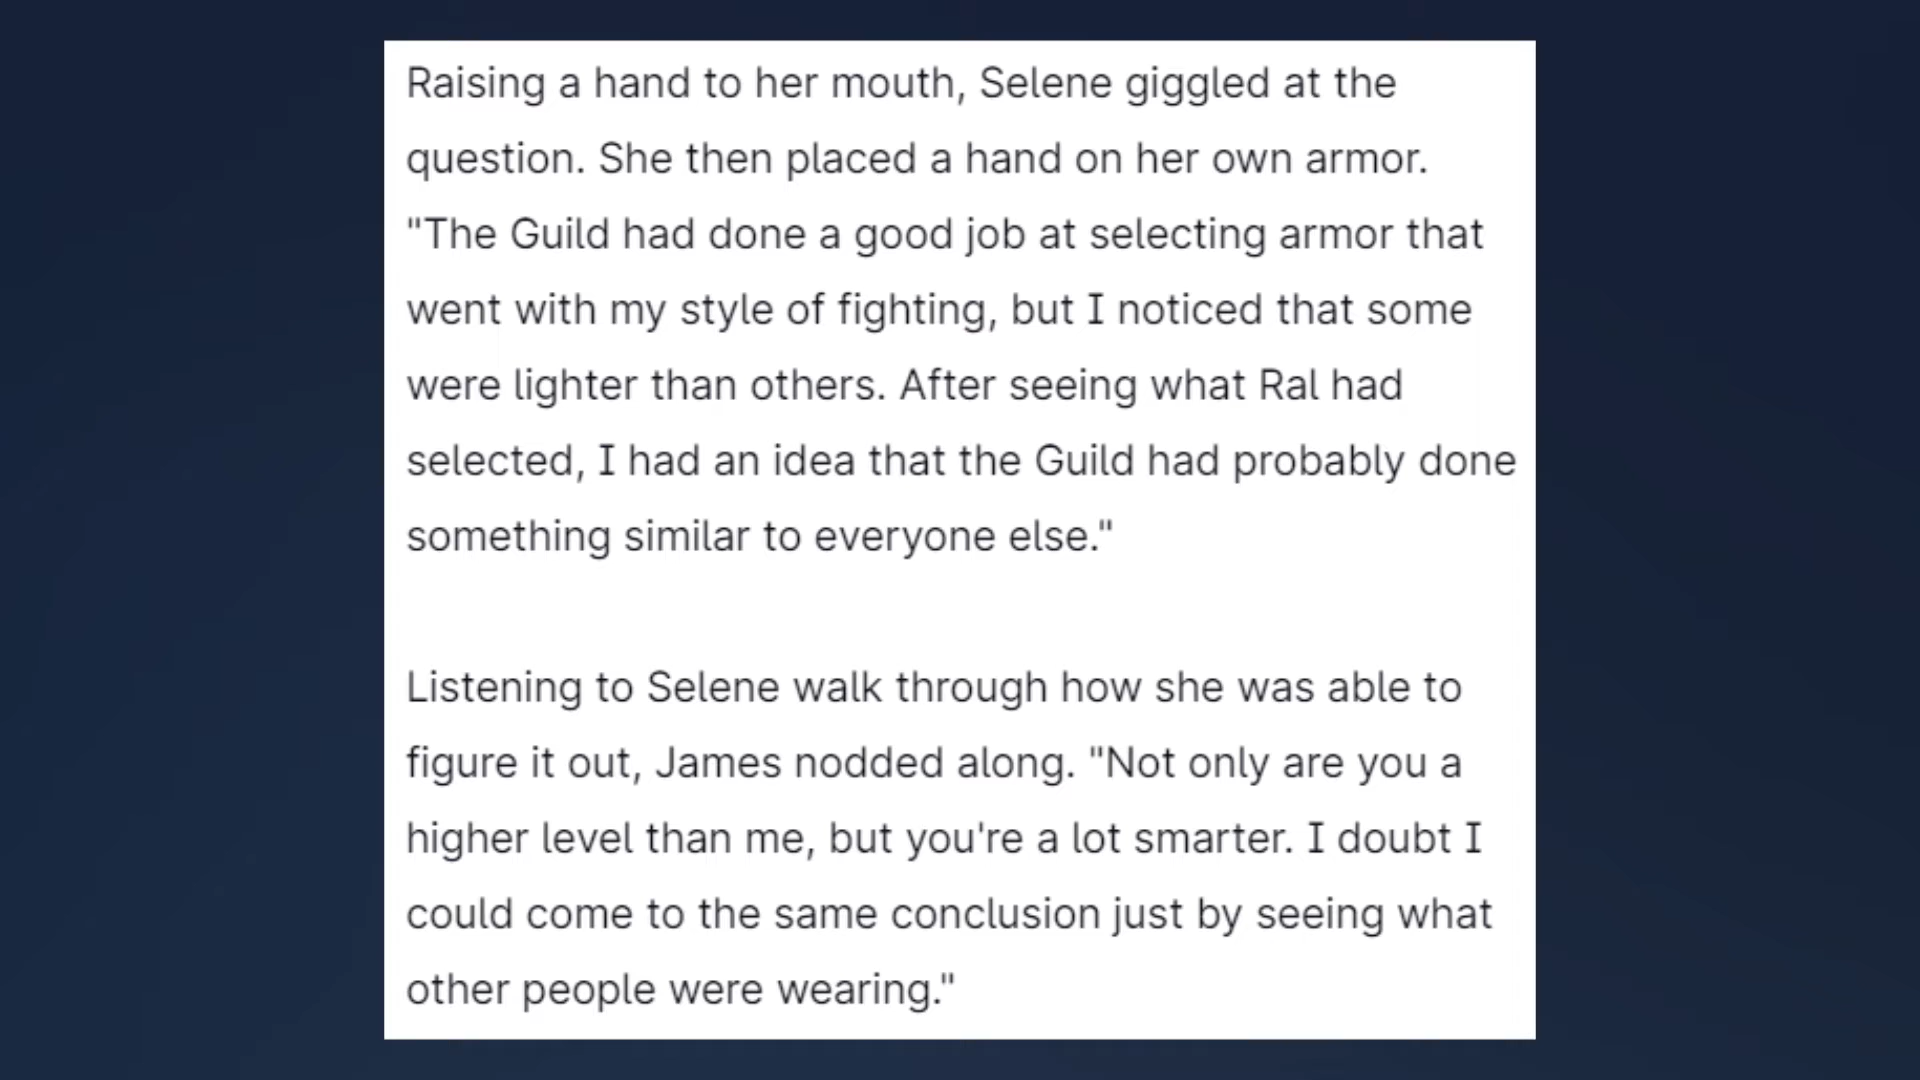 Raising a hand to her mouth, Selene giggled at the
question. She then placed a hand on her own armor.
"The Guild had done a good job at selecting armor that
went with my style of fighting, but I noticed that some
were lighter than others. After seeing what Ral had
selected, I had an idea that the Guild had probably done
something similar to everyone else."
Listening to Selene walk through how she was able to
figure it out, James nodded along. "Not only are you a
higher level than me, but you're a lot smarter. I doubt I
could come to the same conclusion just by seeing what
other people were wearing."